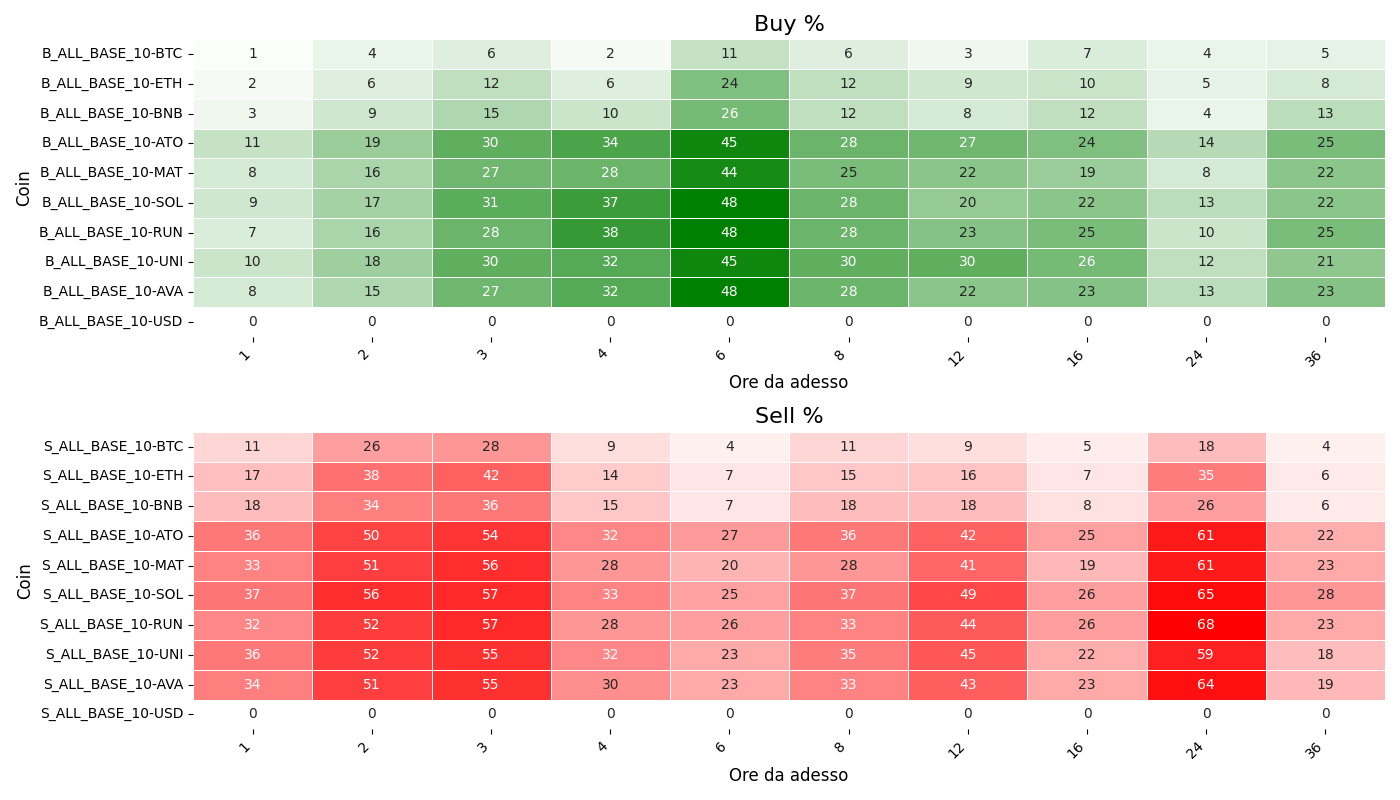 Buy %
Coin
B_ALL_BASE_10-BTC 1 4 6 2 11 6 3 7 4 5
B_ALL_BASE_10-ETH 2 6 12 6 24 12 9 10 5 8
B_ALL_BASE_10-BNB 3 9 15 10 26 12 8 12 4 13
B_ALL_BASE_10-ATO 11 19 30 34 45 28 27 24 14 25
B_ALL_BASE_10-MAT 8 16 27 28 44 25 22 19 8 22
B_ALL_BASE_10-SOL 9 17 31 37 48 28 20 22 13 22
B_ALL_BASE_10-RUN 7 16 28 38 48 28 23 25 10 25
B_ALL_BASE_10-UNI 10 18 30 32 45 30 30 26 12 21
B_ALL_BASE_10-AVA 8 15 27 32 48 28 22 23 13 23
B_ALL_BASE_10-USD 0 0 0 0 0 0 0 0 0 0
1 2 3 4 6 8 12 16 24 36
Ore da adesso
Sell %
Coin
S_ALL_BASE_10-BTC 11 26 28 9 4 11 9 5 18 4
S_ALL_BASE_10-ETH 17 38 42 14 7 15 16 7 35 6
S_ALL_BASE_10-BNB 18 34 36 15 7 18 18 8 26 6
S_ALL_BASE_10-ATO 36 50 54 32 27 36 42 25 61 22
S_ALL_BASE_10-MAT 33 51 56 28 20 28 41 19 61 23
S_ALL_BASE_10-SOL 37 56 57 33 25 37 49 26 65 28
S_ALL_BASE_10-RUN 32 52 57 28 26 33 44 26 68 23
S_ALL_BASE_10-UNI 36 52 55 32 23 35 45 22 59 18
S_ALL_BASE_10-AVA 34 51 55 30 23 33 43 23 64 19
S_ALL_BASE_10-USD 0 0 0 0 0 0 0 0 0 0
1 2 3 4 6 8 12 16 24 36
Ore da adesso